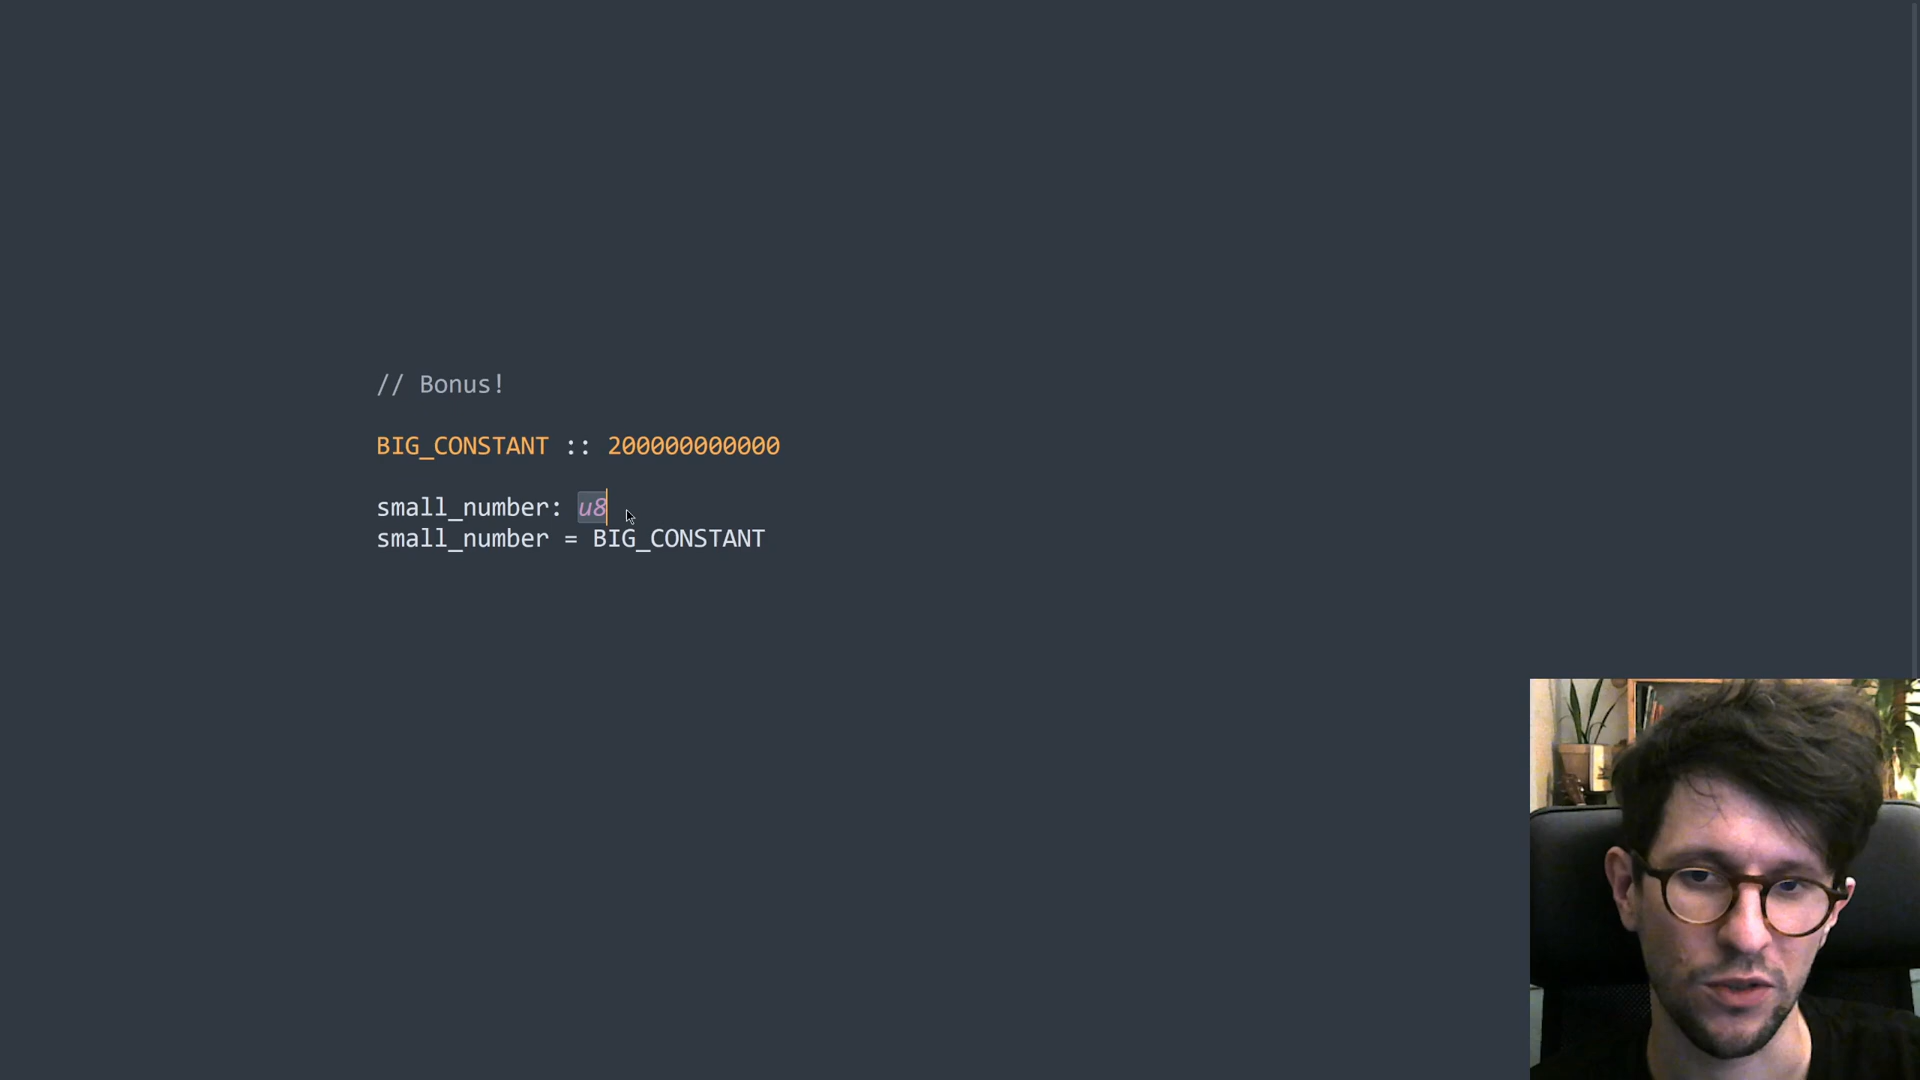 // Bonus!
BIG_CONSTANT :: 200000000000
small_number: u8
small_number = BIG_CONSTANT